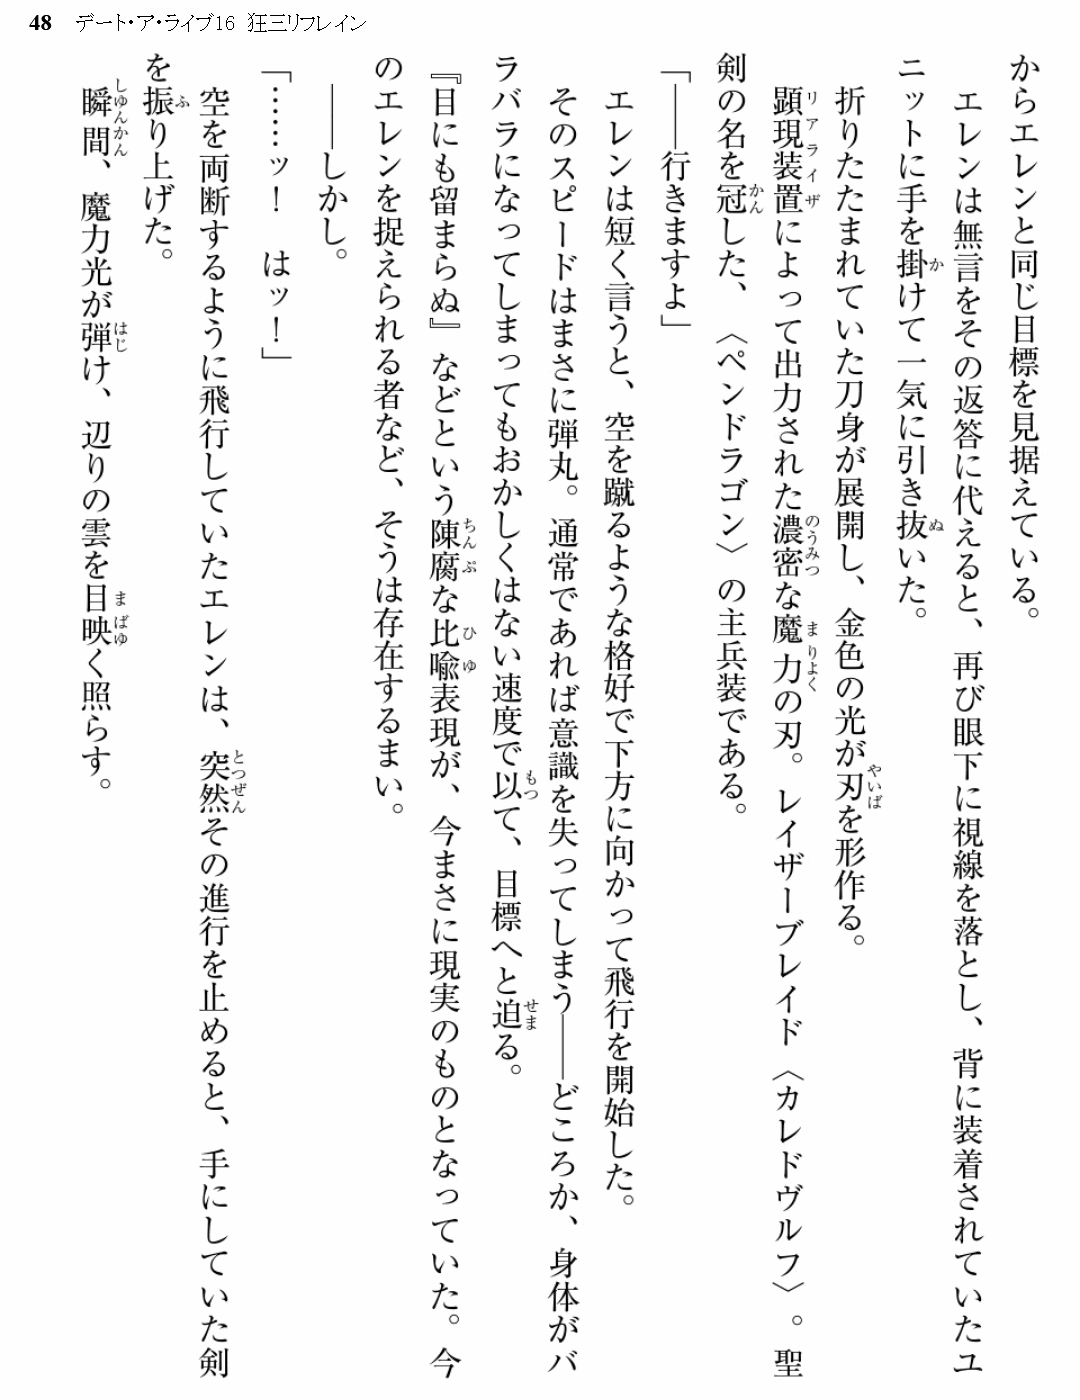 48 デート・ア・ライブ16 狂三リフレイン
からエレンと同じ目標を見据えている。
エレンは無言をその返答に代えると、再び眼下に視線を落とし、背に装着されていたユ
ニットに手を掛けて一気に引き抜いた。
折りたたまれていた刀身が展開し、金色の光が刃を形作る。
顕現装置によって出力された濃密な魔力の刃。レイザーブレイド〈カレドヴルフ〉。聖
剣の名を冠した、〈ペンドラゴン〉の主兵装である。
「――行きますよ」
エレンは短く言うと、空を蹴るような格好で下方に向かって飛行を開始した。
そのスピードはまさに弾丸。通常であれば意識を失ってしまう――どころか、身体がバ
ラバラになってしまってもおかしくはない速度で以て、目標へと迫る。
『目にも留まらぬ』などという陳腐な比喩表現が、今まさに現実のものとなっていた。今
のエレンを捉えられる者など、そうは存在するまい。
――しかし。
「……ッ！　はッ！」
空を両断するように飛行していたエレンは、突然その進行を止めると、手にしていた剣
を振り上げた。
瞬間、魔力光が弾け、辺りの雲を目映く照らす。